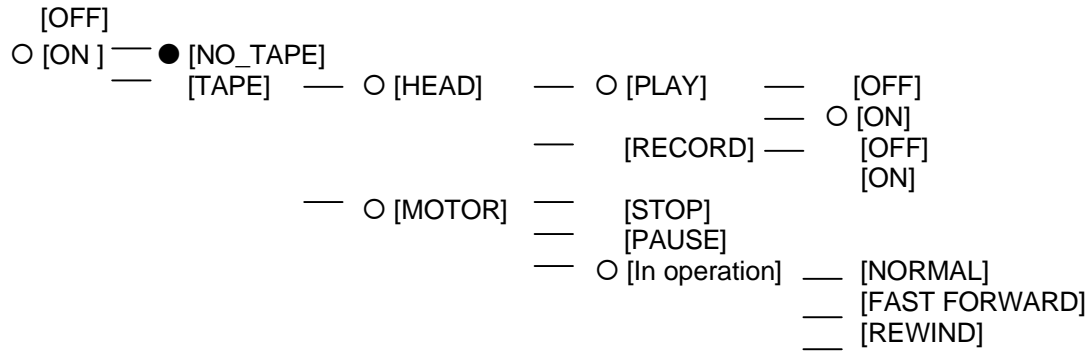 [OFF]
[ON ] [NO_TAPE]
[TAPE] [HEAD] [PLAY] [OFF]
[ON]
[RECORD] [OFF]
[ON]
[MOTOR] [STOP]
[PAUSE]
[In operation] [NORMAL]
[FAST FORWARD]
[REWIND]